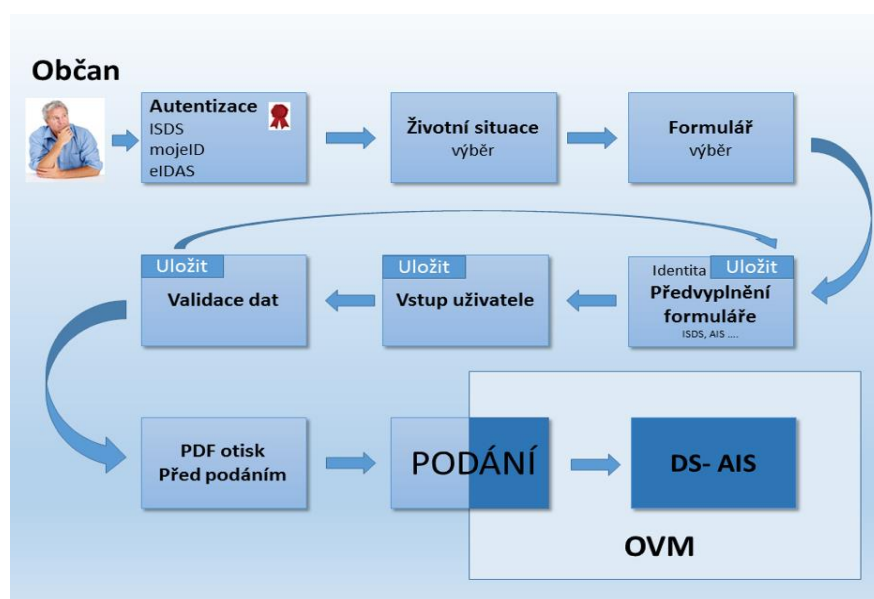 Občan
Autentizace
ISDS
mojeID
eIDAS
Životní situace
výběr
Formulář
výběr
Uložit
Validace dat
Uložit
Vstup uživatele
Identita
Uložit
Předvyplnění
formuláře
ISDS, AIS ....
PDF otisk
Před podáním
PODÁNÍ
DS- AIS
OVM